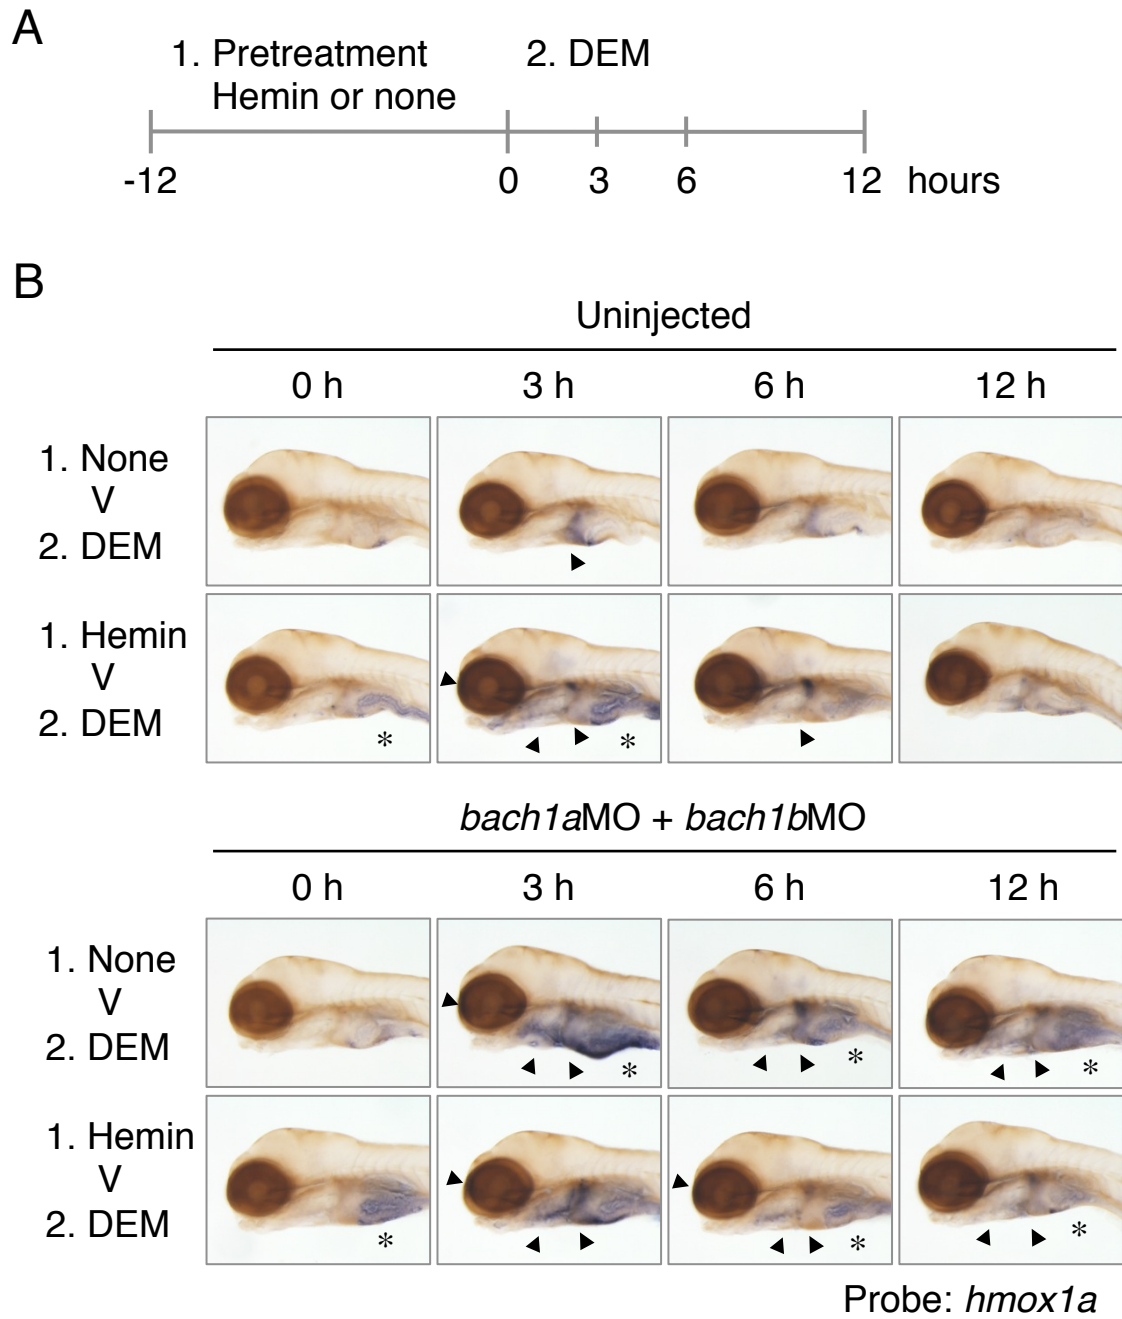 A
1. Pretreatment
Hemin or none
2. DEM
-12 0 3 6 12 hours
B
Uninjected
0 h 3 h 6 h 12 h
1. None
V
2. DEM
1. Hemin
V
2. DEM
*
*
bach1aMO + bach1bMO
0 h 3 h 6 h 12 h
1. None
V
2. DEM
* * *
1. Hemin
V
2. DEM
* * *
Probe: hmox1a